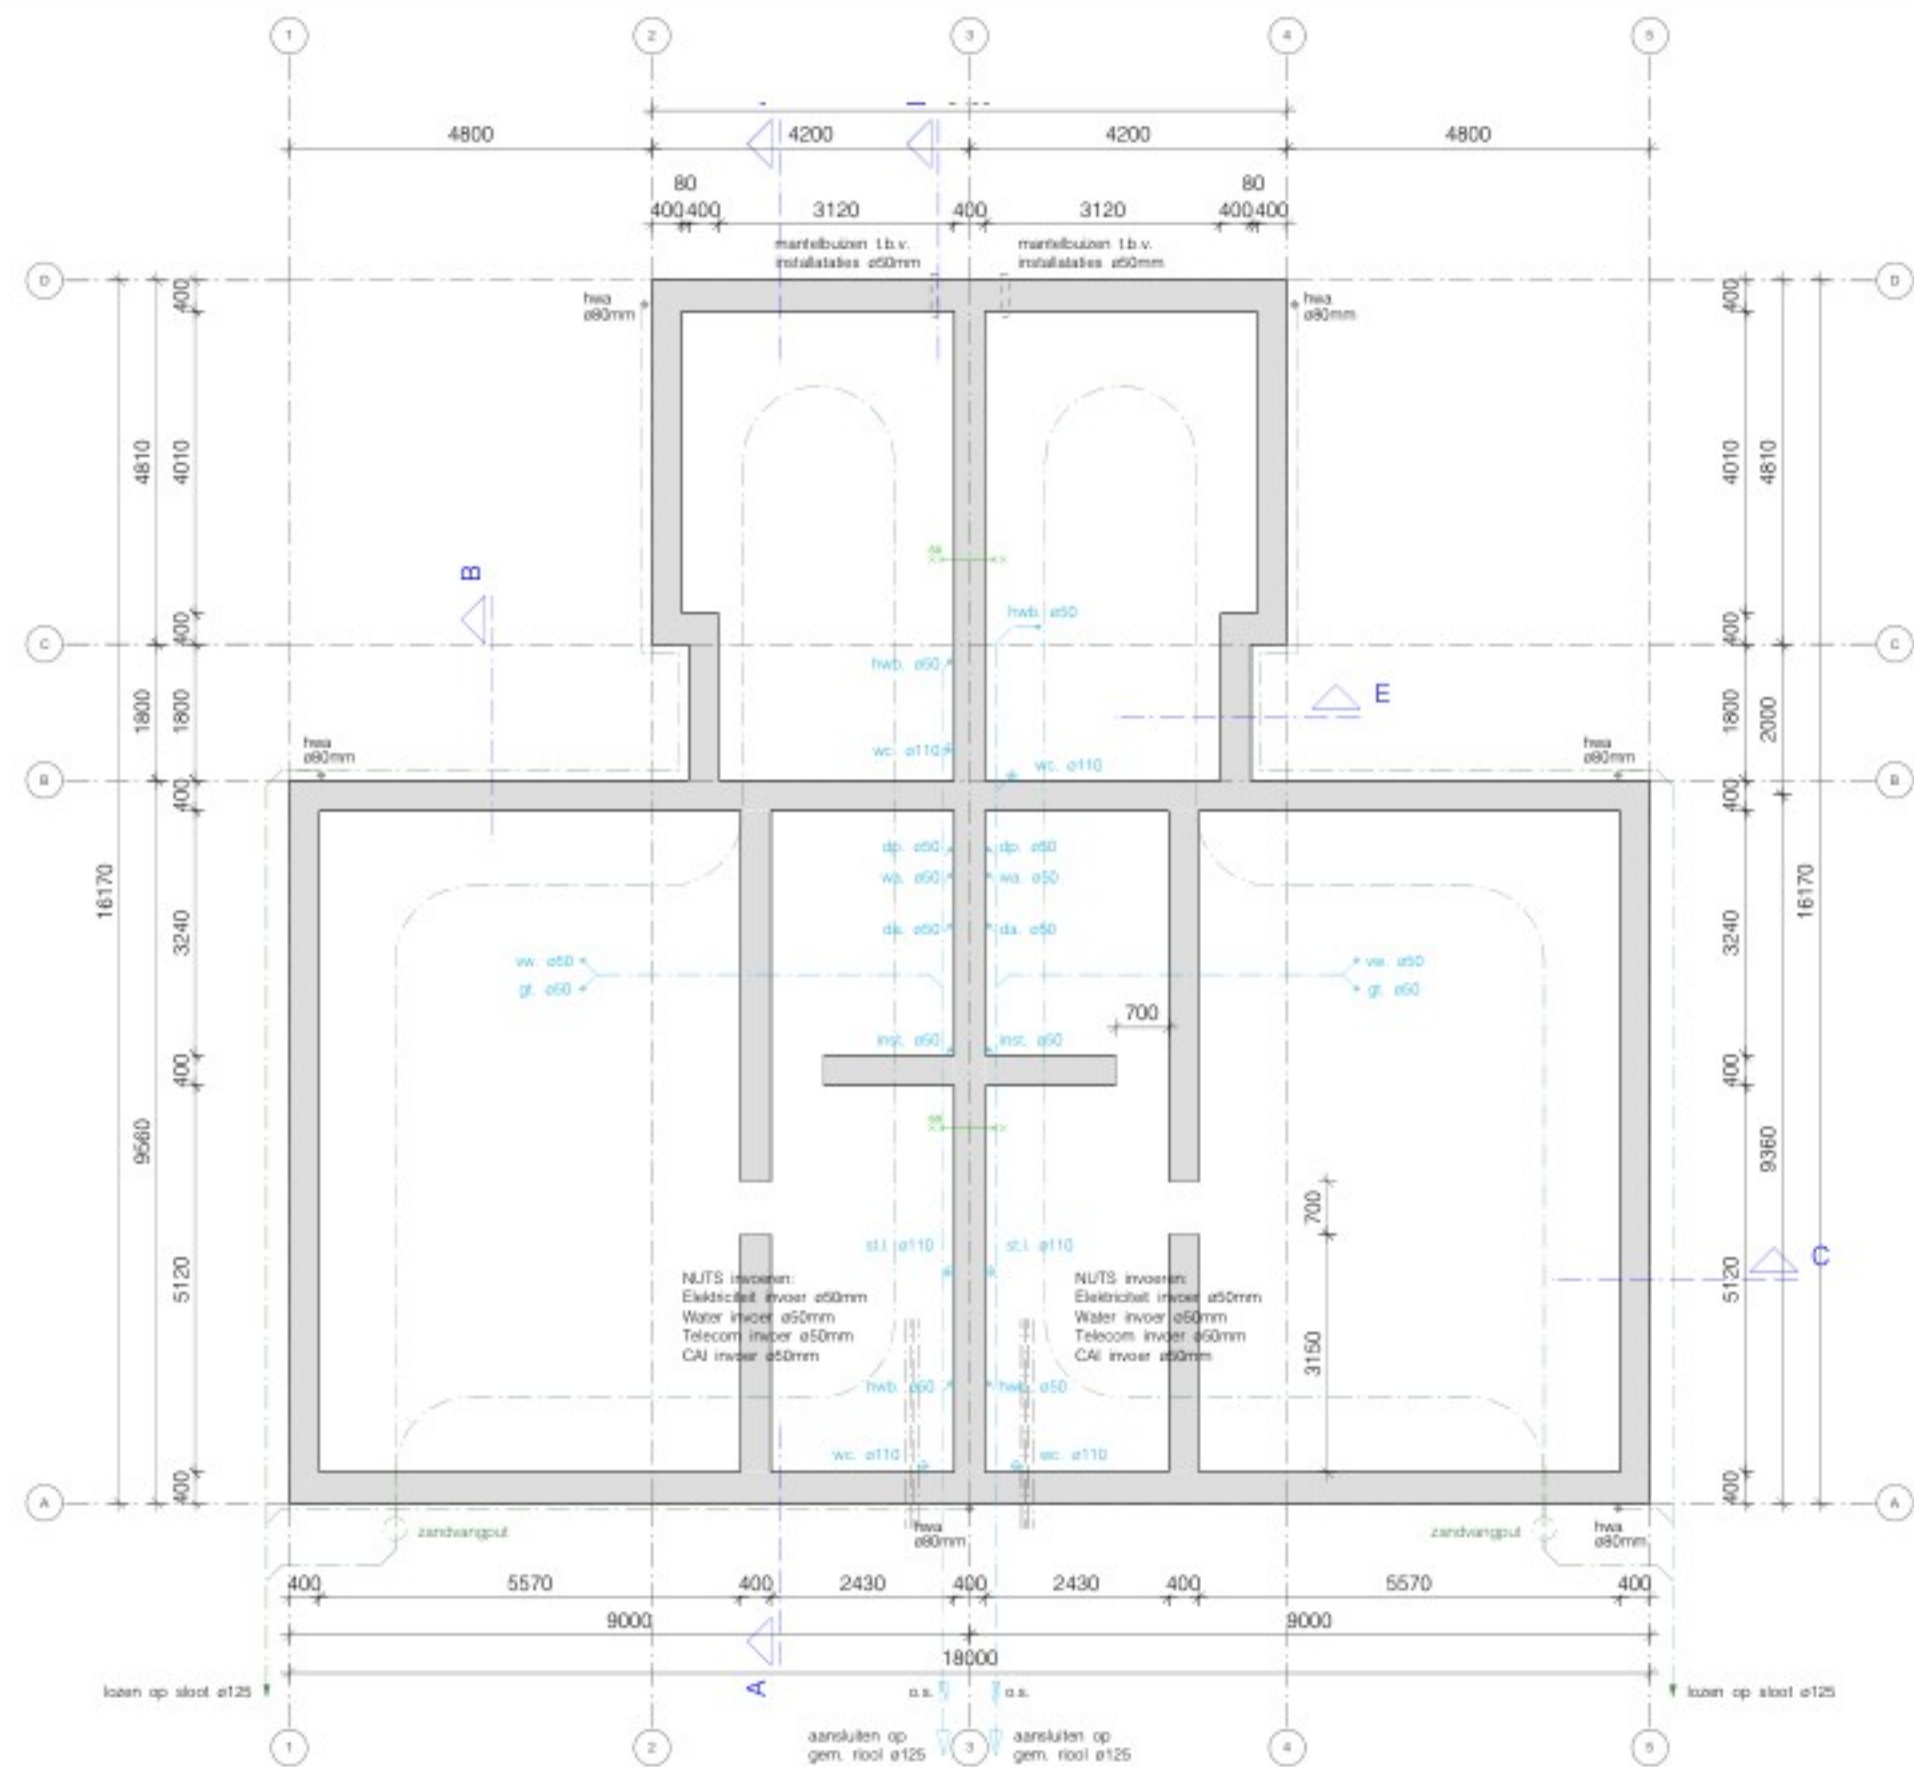 1 2 3 4 5
4800 4200 4200 4800
80 80
400 400 3120 400 3120 400 400
mantelbuizen t.b.v. mantelbuizen t.b.v.
installataties ø50mm installataties ø50mm
D 400 hwa hwa 400 D
ø80mm ø80mm
4810 4010 4010 4810
B
hwb. ø50
400 400
C C
hwb. ø50
E
1800 1800 1800 2000
hwa wc. ø110 hwa
ø80mm wc. ø110 ø80mm
B 400 400 B
dp. ø50 dp. ø50
wa. ø50 wa. ø50
16170 16170
3240 da. ø50 da. ø50 3240
vw. ø50 vw. ø50
gt. ø50 gt. ø50
700
inst. ø50 inst. ø50
400 400
9560 9360
700
st.l. ø110 st.l. ø110
C
5120 5120
NUTS invoeren: NUTS invoeren:
Elektriciteit invoer ø50mm Elektriciteit invoer ø50mm
Water invoer ø50mm Water invoer ø50mm
Telecom invoer ø50mm Telecom invoer ø50mm
CAI invoer ø50mm CAI invoer ø50mm
3150
hwb. ø50 hwb. ø50
wc. ø110 wc. ø110
400 400
A A
zandvangput hwa zandvangput hwa
ø80mm ø80mm
400 5570 400 2430 400 2430 400 5570 400
9000 9000
18000
A
lozen op sloot ø125 o.s. o.s. lozen op sloot ø125
aansluiten op aansluiten op
gem. riool ø125 gem. riool ø125
1 2 3 4 5